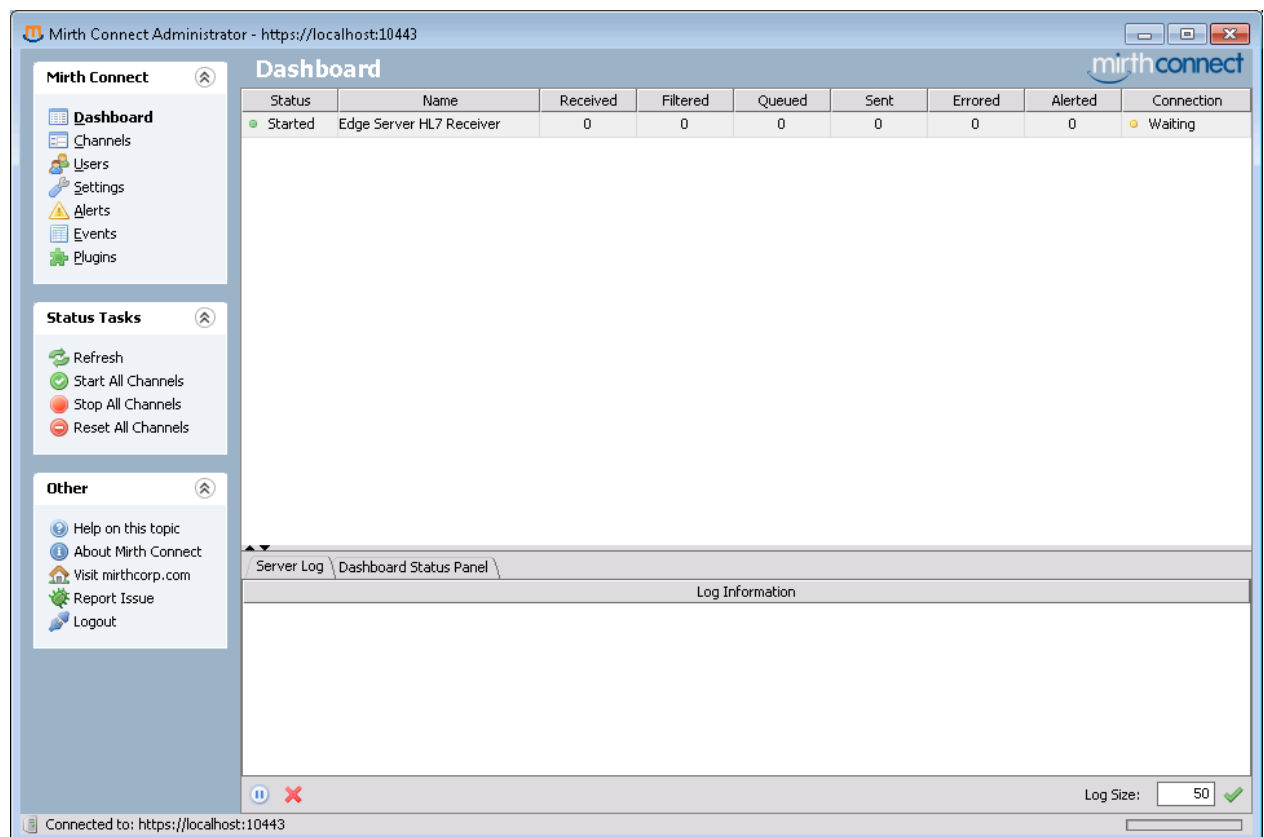 Mirth Connect Administrator - https://localhost:10443
Mirth Connect
Dashboard
Channels
Users
Settings
Alerts
Events
Plugins
Status Tasks
Refresh
Start All Channels
Stop All Channels
Reset All Channels
Other
Help on this topic
About Mirth Connect
Visit mirthcorp.com
Report Issue
Logout
Dashboard
mirthconnect
Status Name Received Filtered Queued Sent Errored Alerted Connection
Started Edge Server HL7 Receiver 0 0 0 0 0 0 Waiting
Server Log Dashboard Status Panel
Log Information
Log Size: 50
Connected to: https://localhost:10443